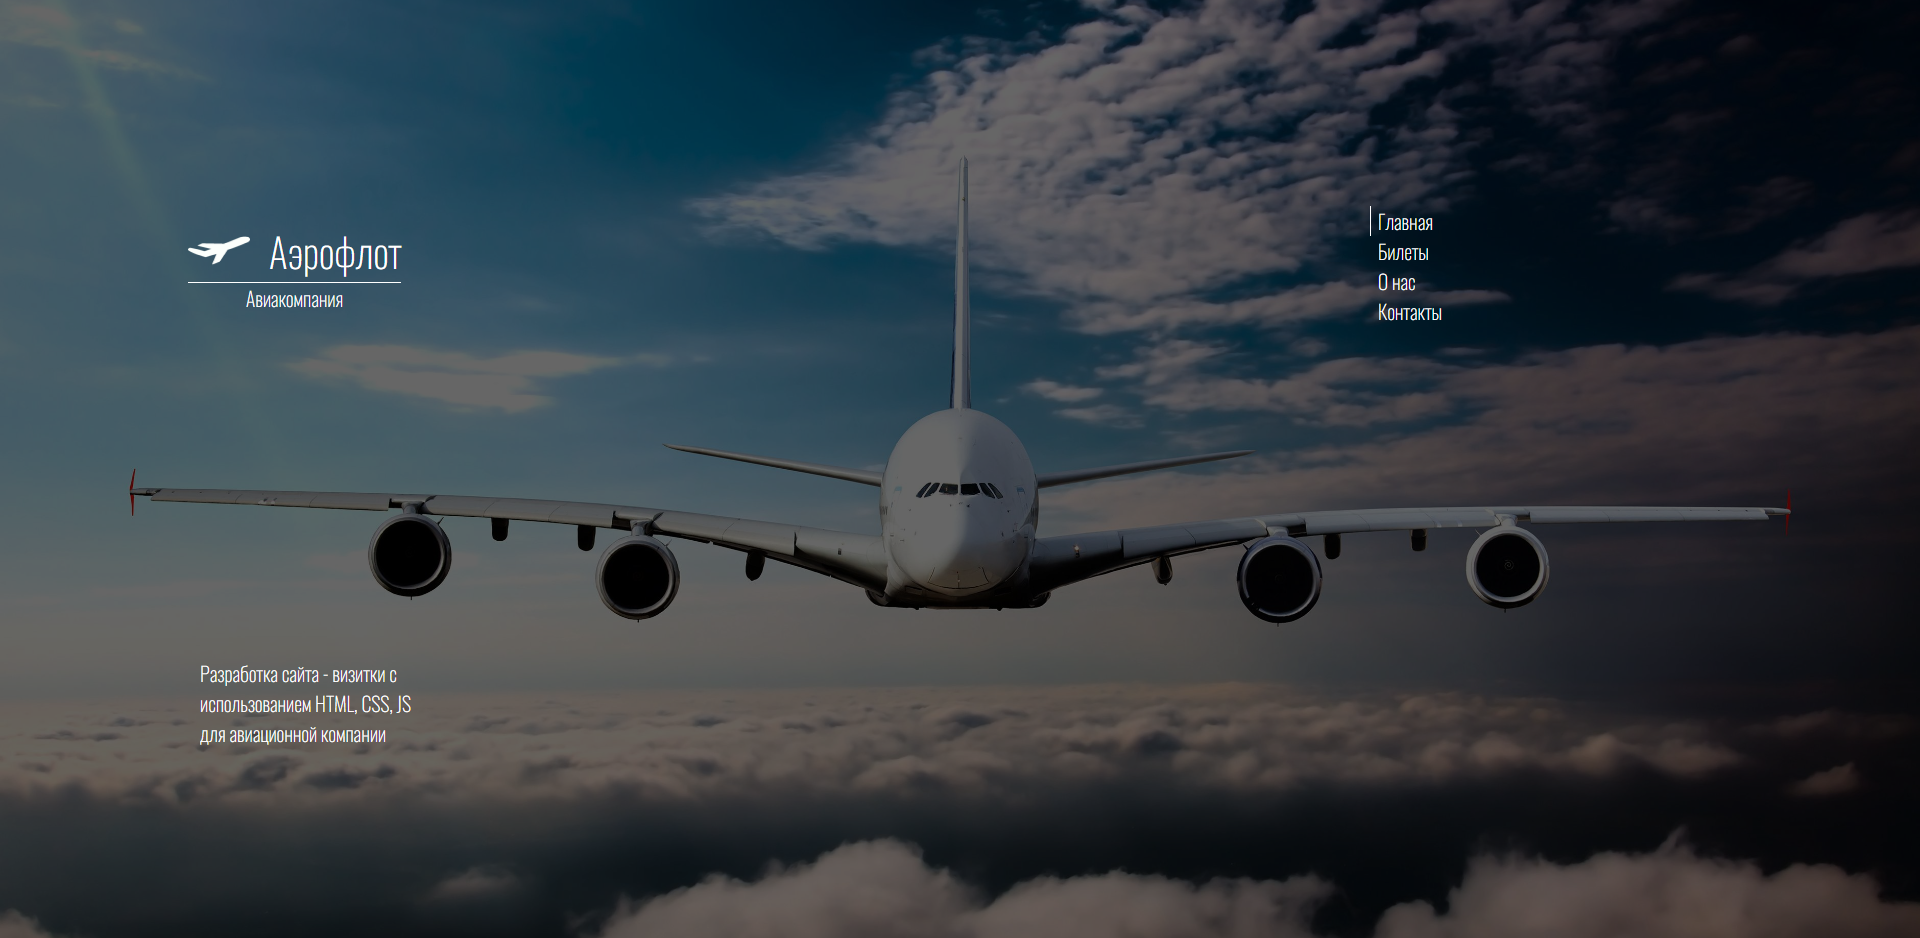 Аэрофлот
Авиакомпания
Главная
Билеты
О нас
Контакты
Разработка сайта - визитки с
использованием HTML, CSS, JS
для авиационной компании